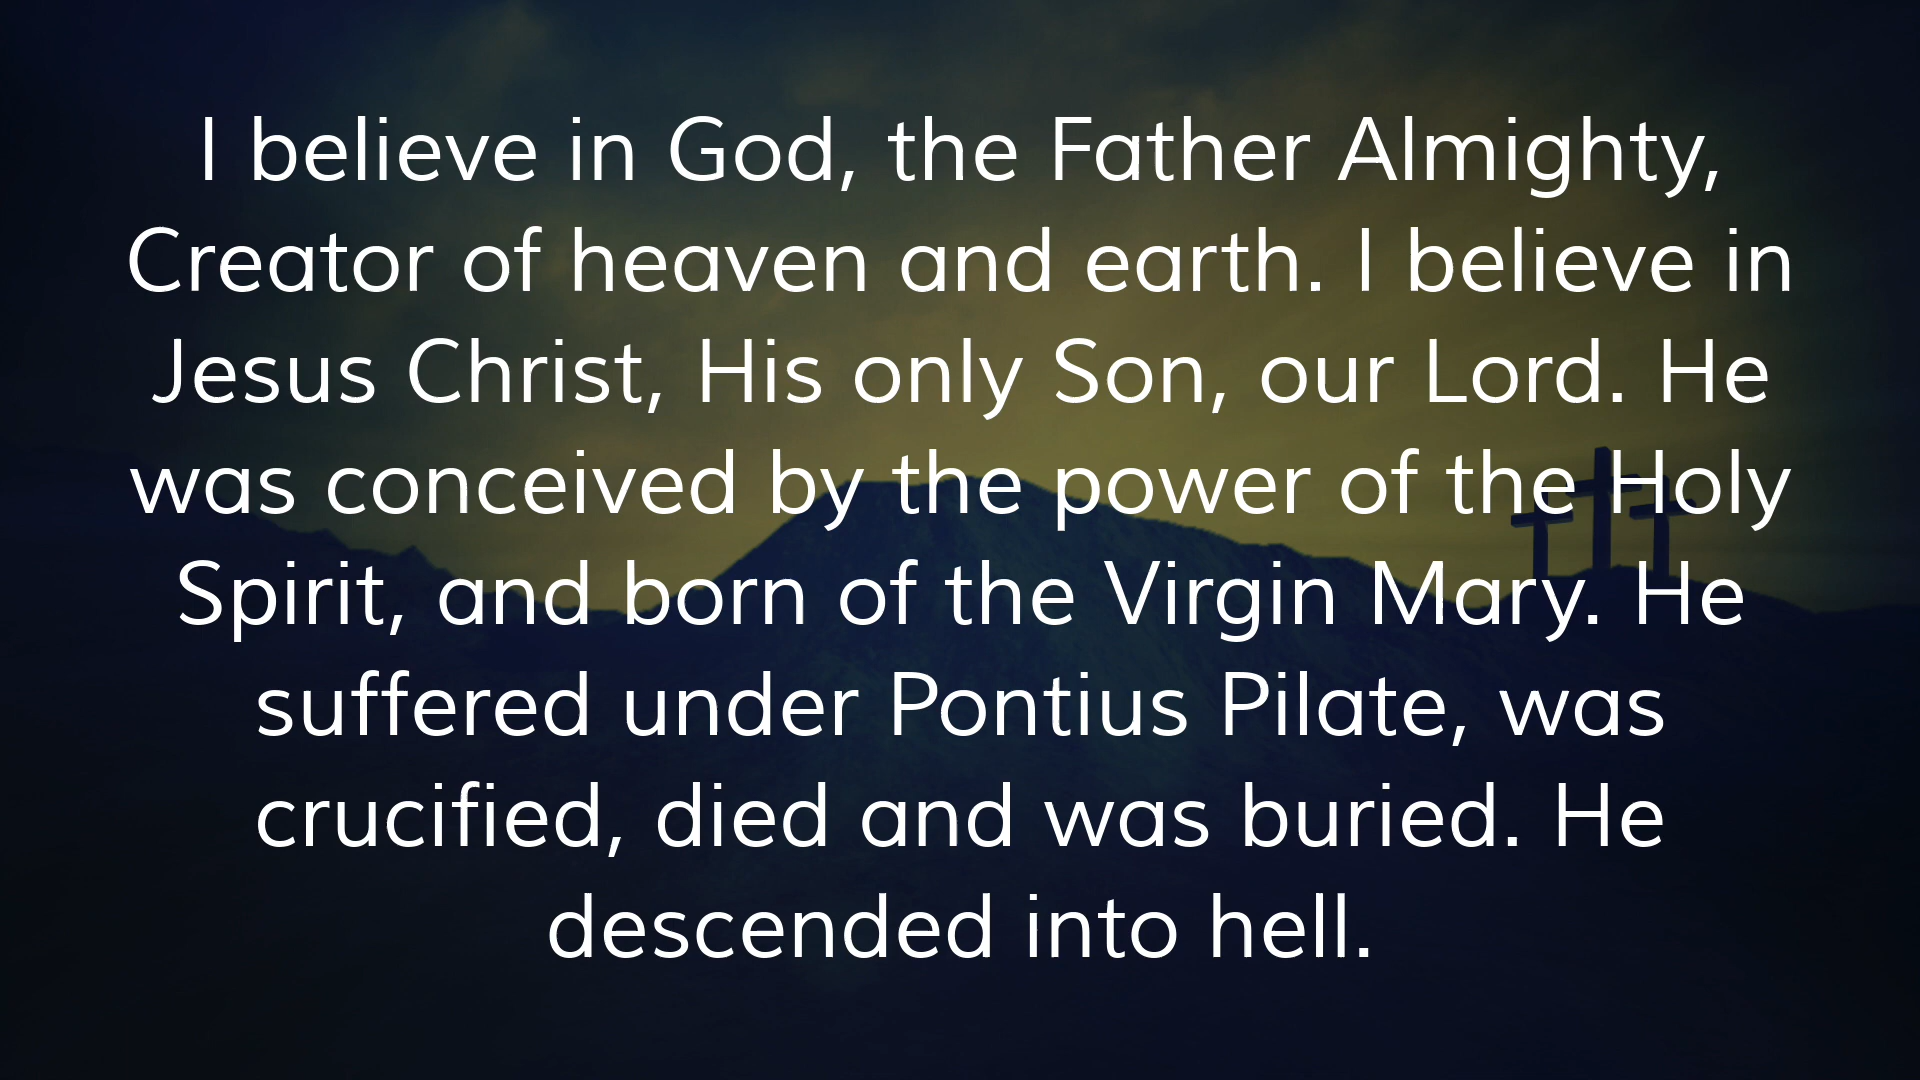 I believe in God, the Father Almighty,
Creator of heaven and earth. I believe in
Jesus Christ, His only Son, our Lord. He
was conceived by the power of the Holy
Spirit, and born of the Virgin Mary. He
suffered under Pontius Pilate, was
crucified, died and was buried. He
descended into hell.